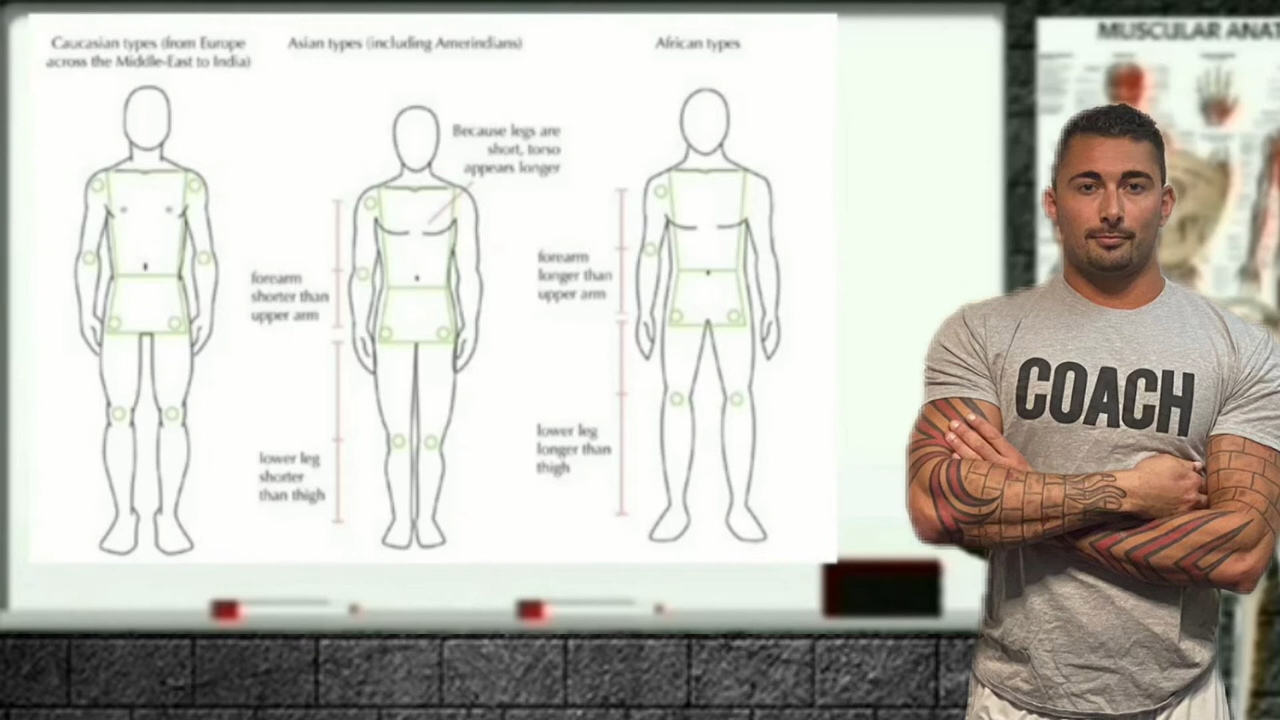 Caucasian types (from Europe
across the Middle-East to India)
Asian types (including Amerindians)
African types
MUSCULAR ANAT
Because legs are
short, torso
appears longer
forearm
shorter than
upper arm
forearm
longer than
upper arm
lower leg
shorter
than thigh
lower leg
longer than
thigh
COACH